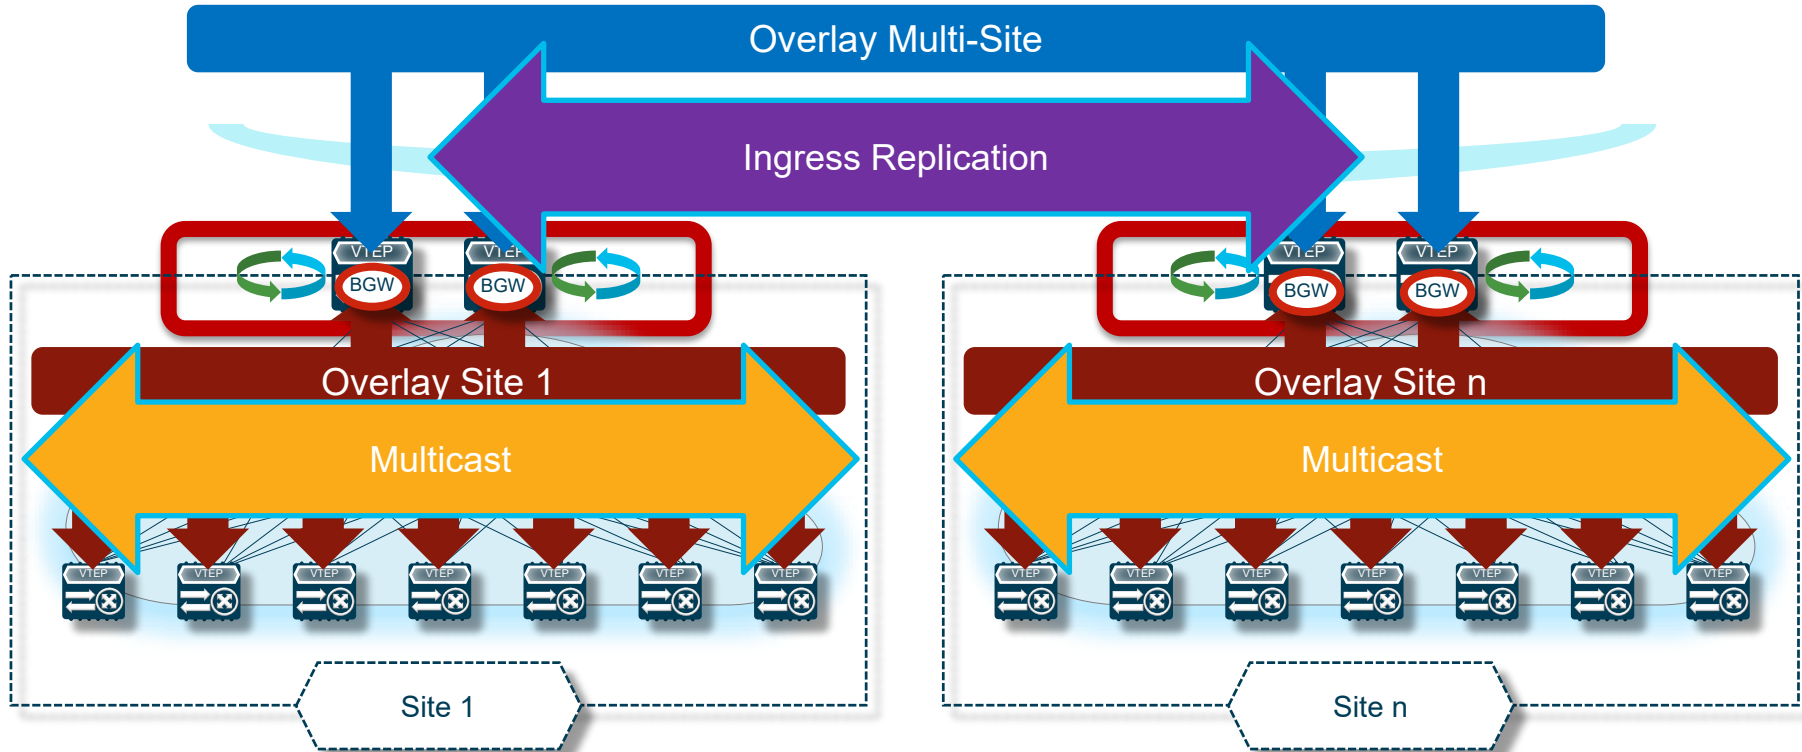 Overlay Multi-Site
Ingress Replication
VTEP VTEP VTEP VTEP
BGW BGW BGW BGW
Overlay Site 1 Overlay Site n
Multicast Multicast
VTEP VTEP VTEP VTEP VTEP VTEP VTEP VTEP VTEP VTEP VTEP VTEP VTEP VTEP
Site 1 Site n